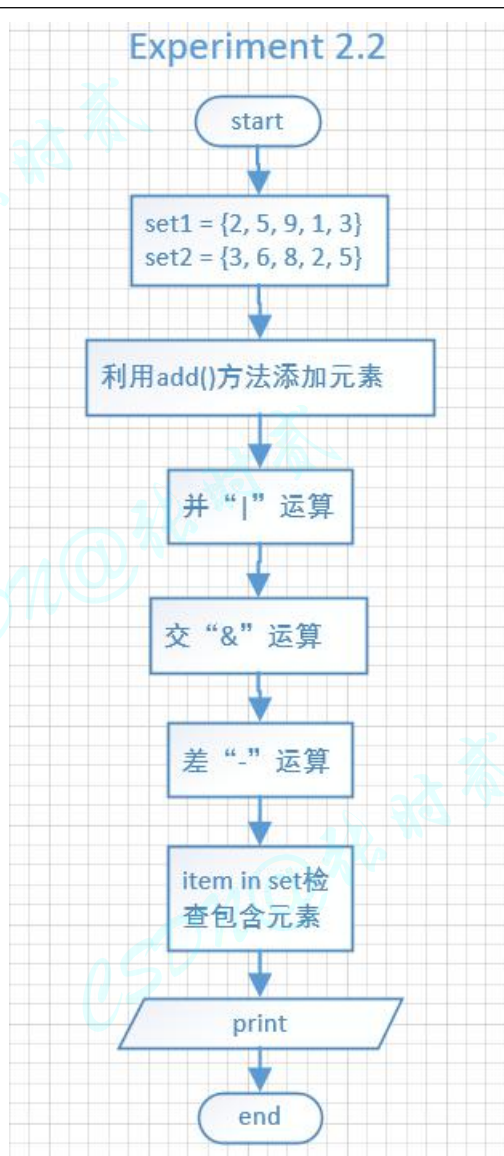 Experiment 2.2
start
set1 = {2, 5, 9, 1, 3}
set2 = {3, 6, 8, 2, 5}
利用add()方法添加元素
并“|”运算
交“&”运算
差“-”运算
item in set检
查包含元素
print
end